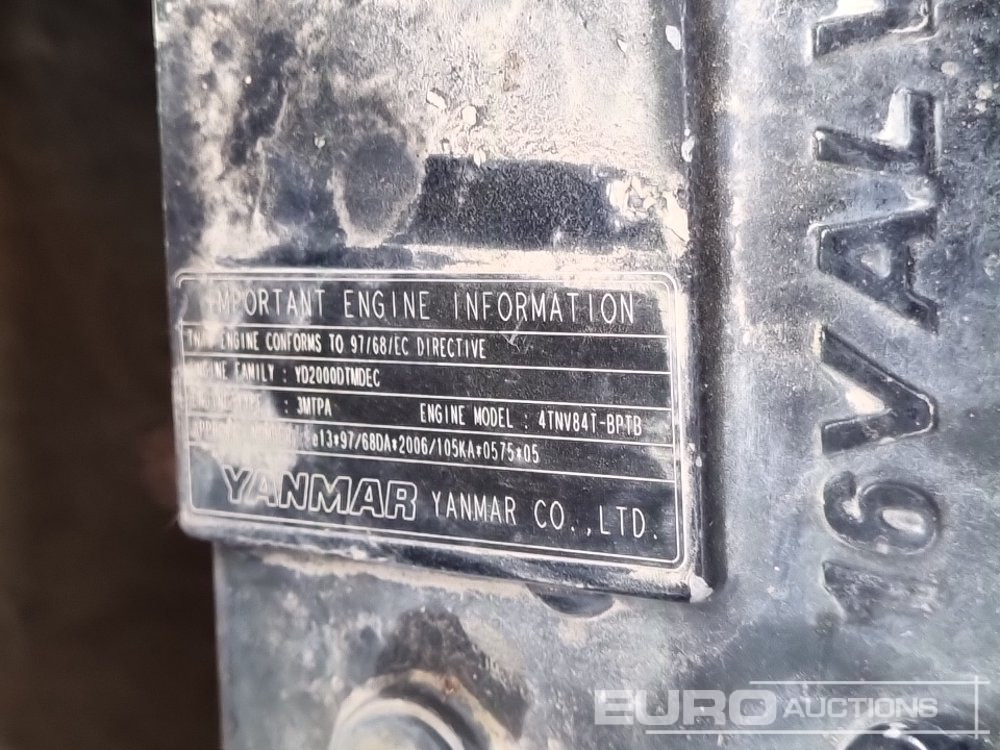 IMPORTANT ENGINE INFORMATION
ENGINE CONFORMS TO 97/68/EC DIRECTIVE
ENGINE FAMILY : YD2000DTMDEC
3MTPA ENGINE MODEL : 4TNV84T-BPTB
e13*97/68DA*2006/105KA*0575*05
YANMAR YANMAR CO.,LTD.
16VAL
EURO AUCTIONS